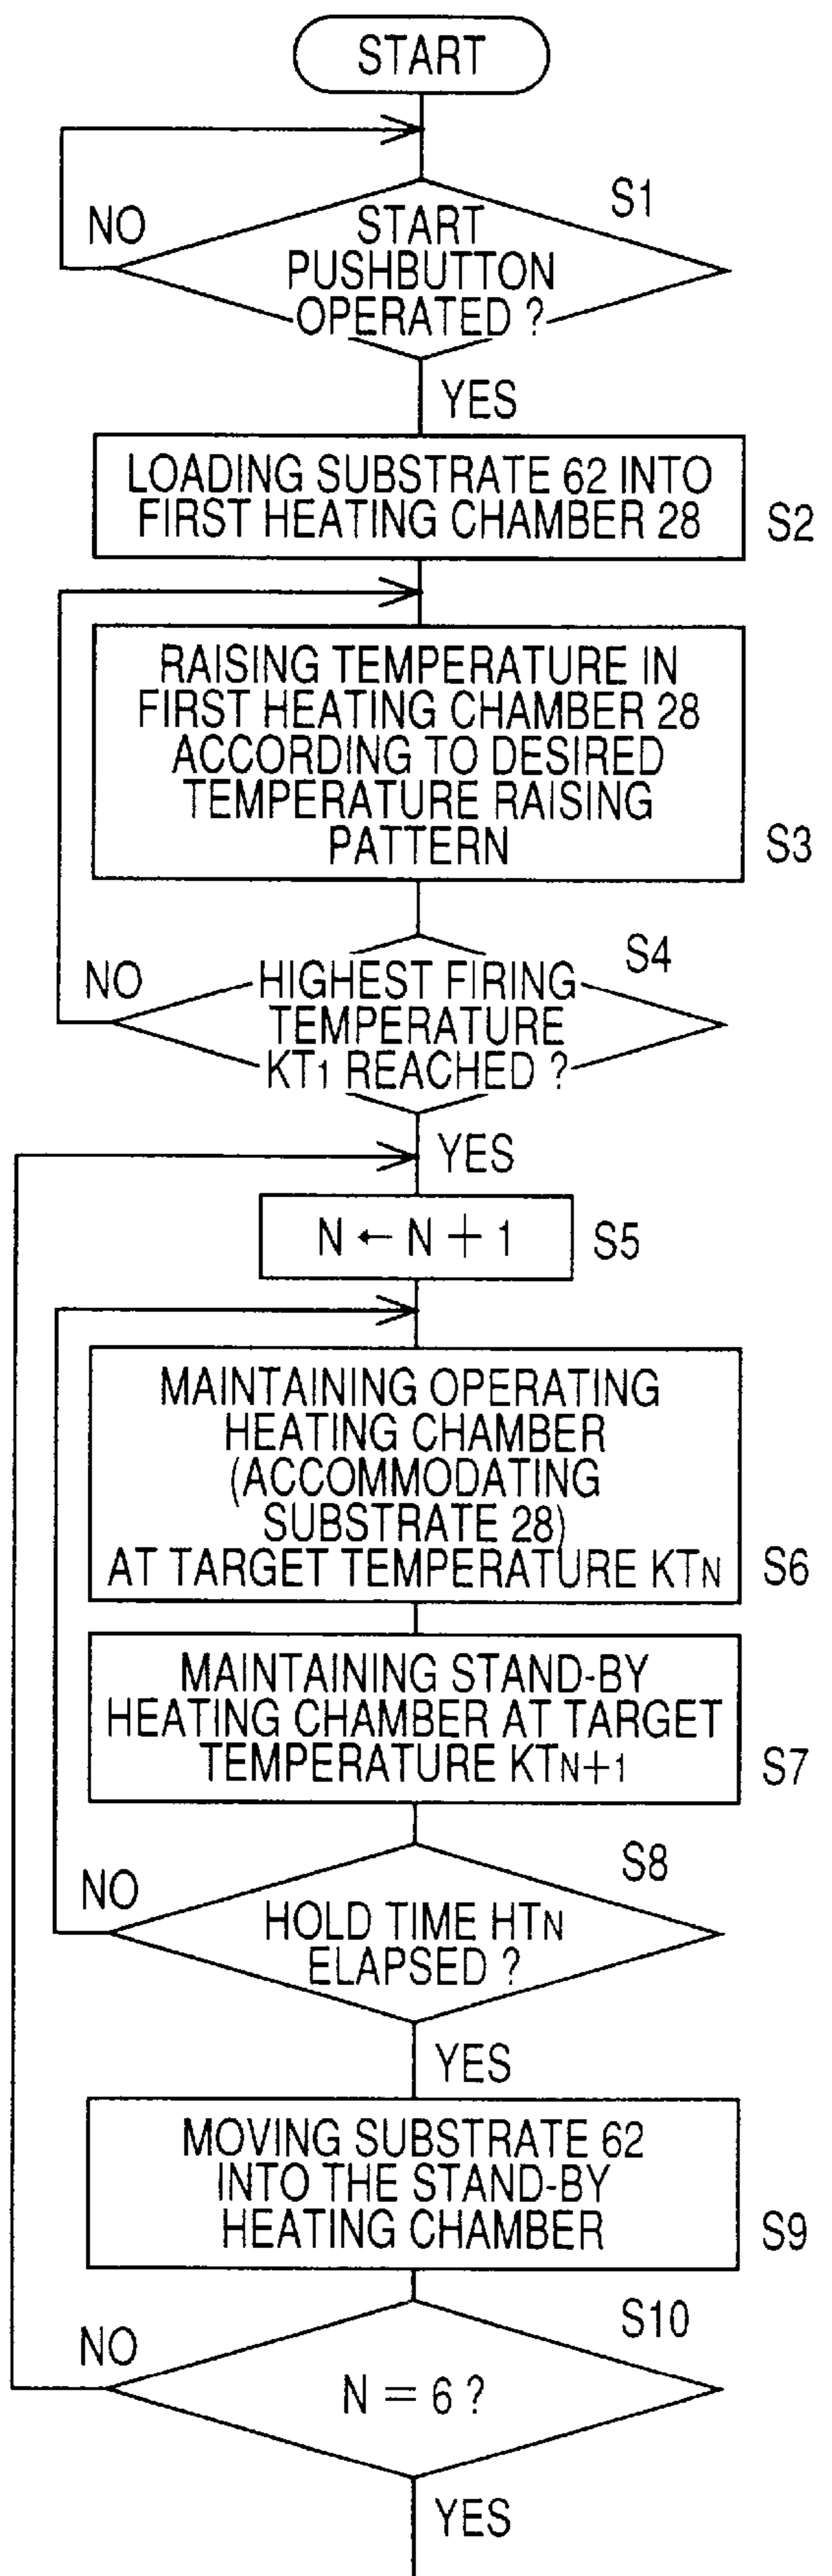 START
NO
S1
START
PUSHBUTTON
OPERATED ?
YES
LOADING SUBSTRATE 62 INTO
FIRST HEATING CHAMBER 28
S2
RAISING TEMPERATURE IN
FIRST HEATING CHAMBER 28
ACCORDING TO DESIRED
TEMPERATURE RAISING
PATTERN
S3
S4
NO
HIGHEST FIRING
TEMPERATURE
KT1 REACHED ?
YES
N ← N + 1
S5
MAINTAINING OPERATING
HEATING CHAMBER
(ACCOMMODATING
SUBSTRATE 28)
AT TARGET TEMPERATURE KTN
S6
MAINTAINING STAND-BY
HEATING CHAMBER AT TARGET
TEMPERATURE KTN+1
S7
S8
NO
HOLD TIME HTN
ELAPSED ?
YES
MOVING SUBSTRATE 62
INTO THE STAND-BY
HEATING CHAMBER
S9
S10
NO
N = 6 ?
YES